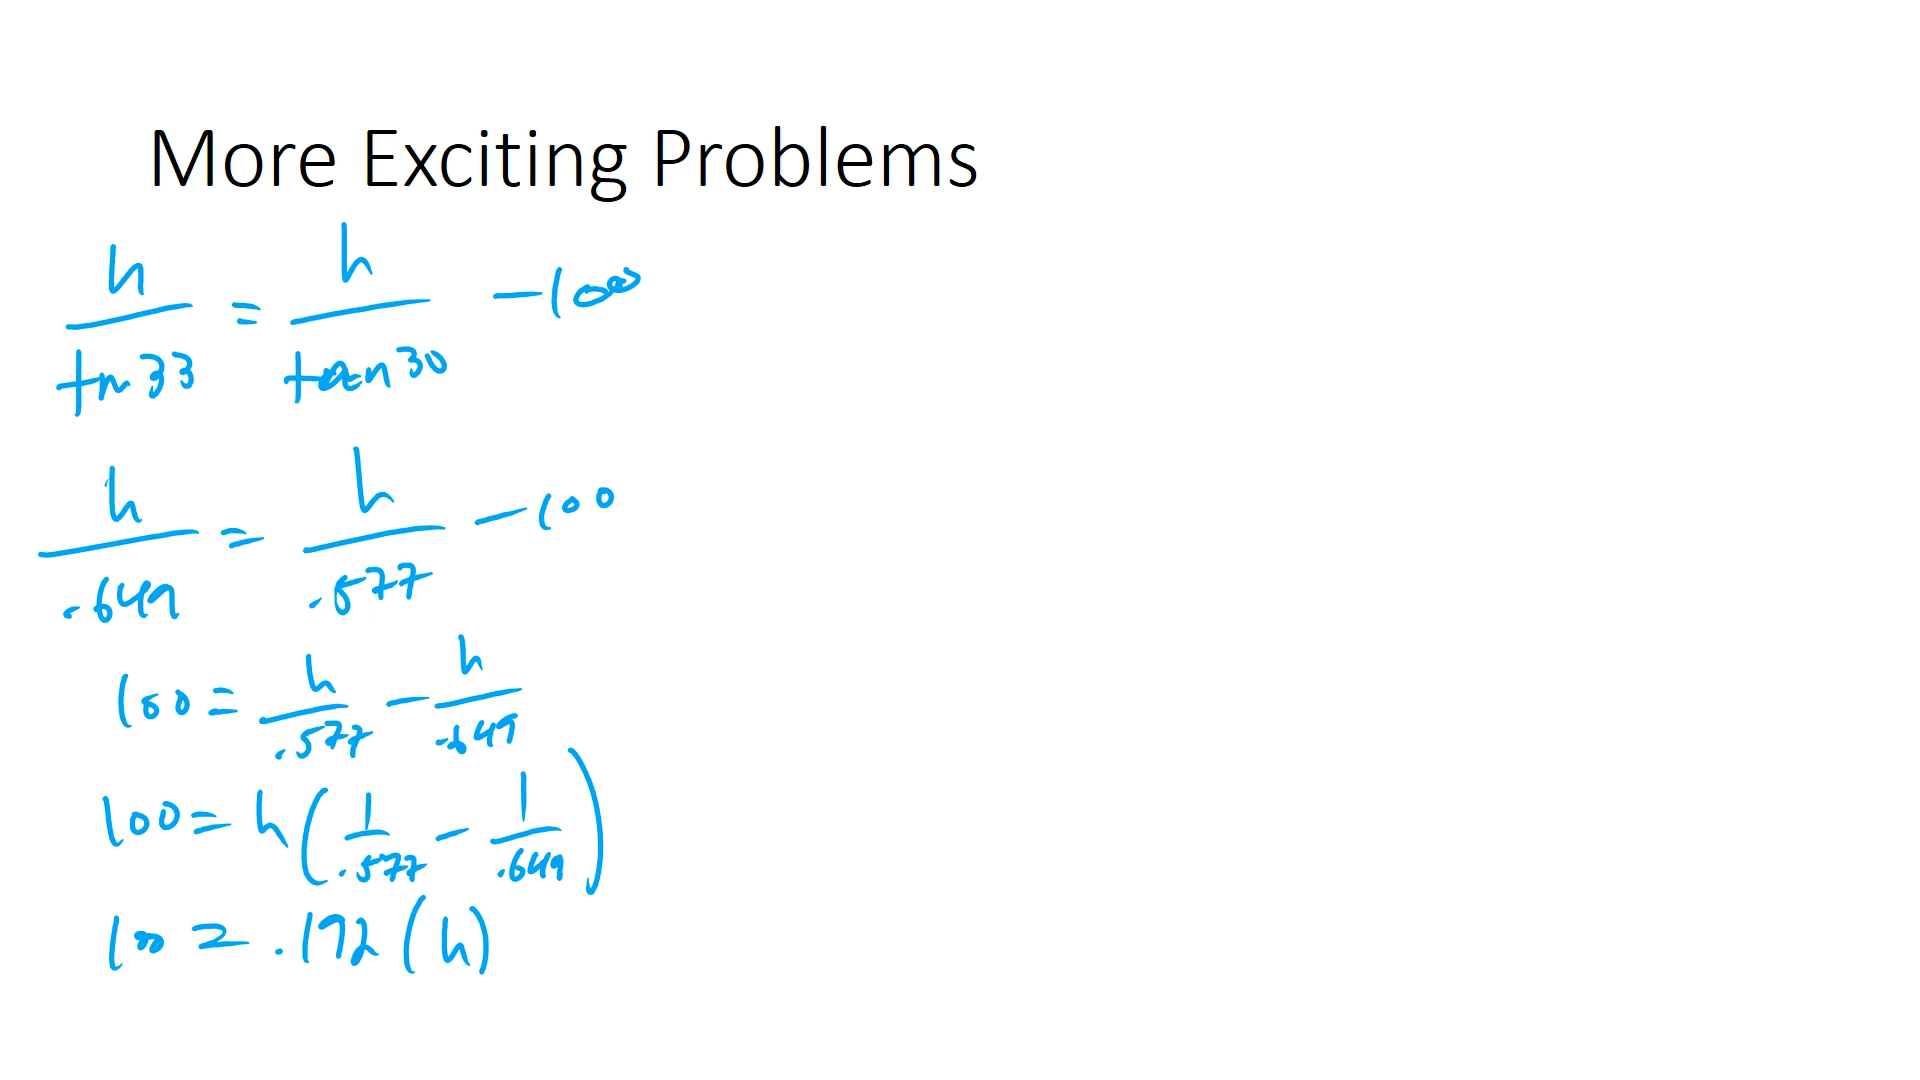 More Exciting Problems
h/tan 33 = h/tan 30 - 100
h/.649 = h/.577 - 100
100 = h/.577 - h/.649
100 = h(1/.577 - 1/.649)
100 = .192(h)